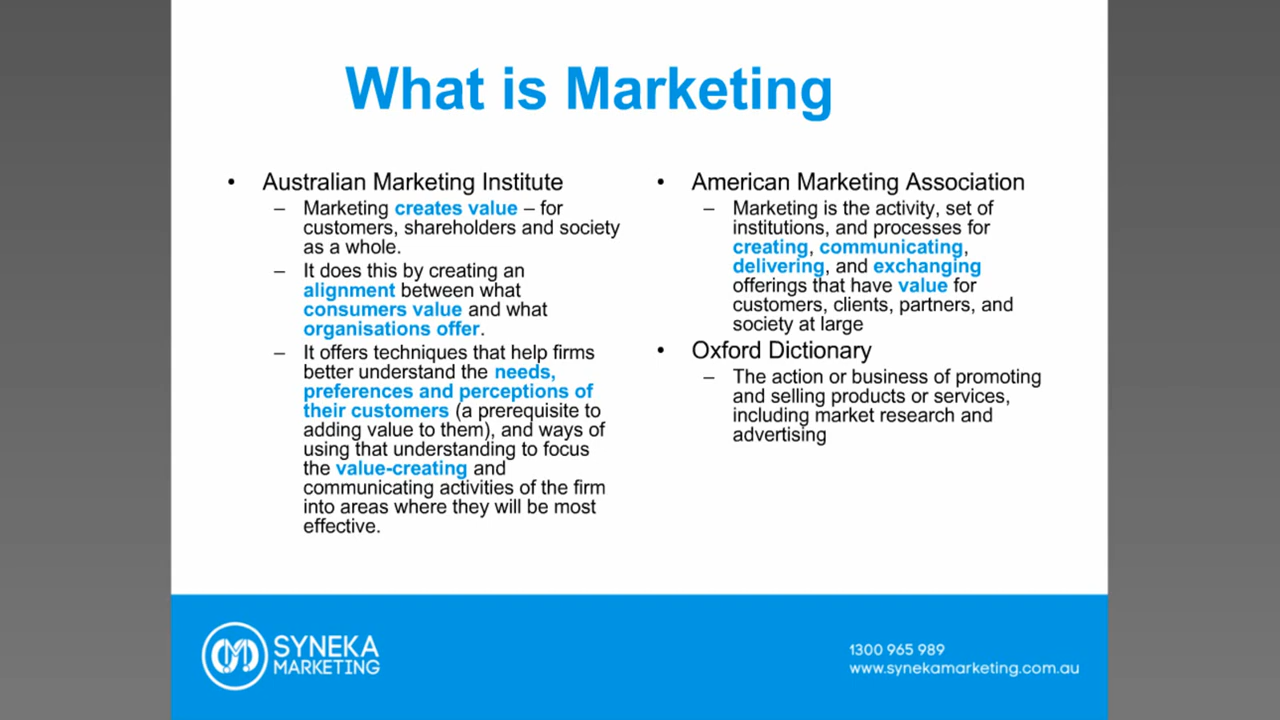 What is Marketing
• Australian Marketing Institute
– Marketing creates value – for
customers, shareholders and society
as a whole.
– It does this by creating an
alignment between what
consumers value and what
organisations offer.
– It offers techniques that help firms
better understand the needs,
preferences and perceptions of
their customers (a prerequisite to
adding value to them), and ways of
using that understanding to focus
the value-creating and
communicating activities of the firm
into areas where they will be most
effective.
• American Marketing Association
– Marketing is the activity, set of
institutions, and processes for
creating, communicating,
delivering, and exchanging
offerings that have value for
customers, clients, partners, and
society at large
• Oxford Dictionary
– The action or business of promoting
and selling products or services,
including market research and
advertising
SYNEKA
MARKETING
1300 965 989
www.synekamarketing.com.au